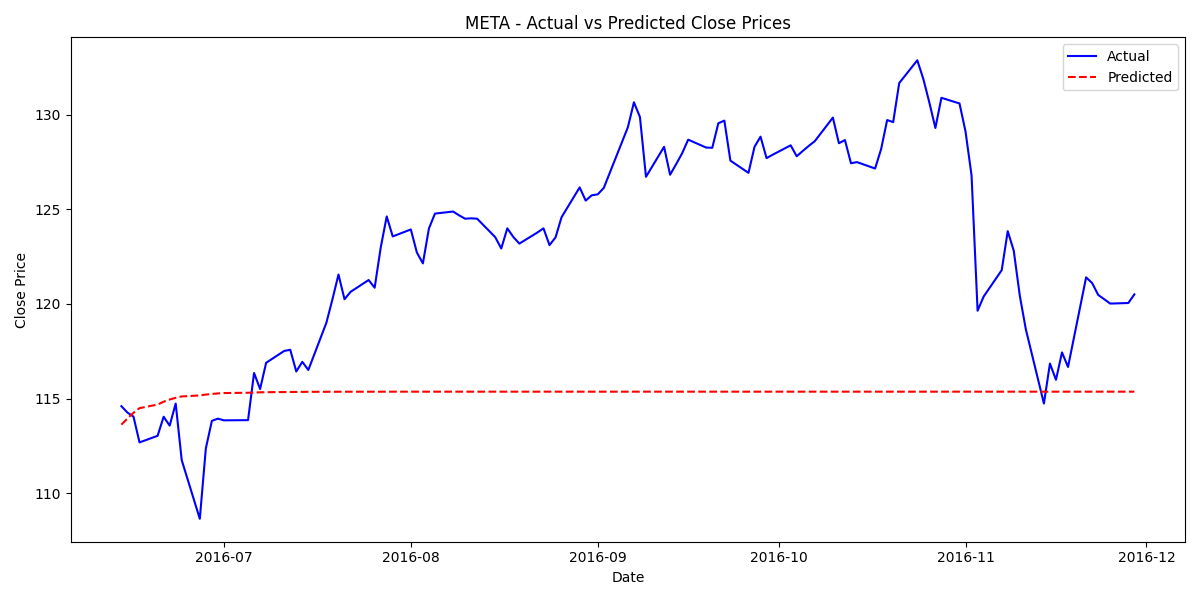 META - Actual vs Predicted Close Prices
Actual
Predicted
Close Price
130
125
120
115
110
2016-07
2016-08
2016-09
2016-10
2016-11
2016-12
Date